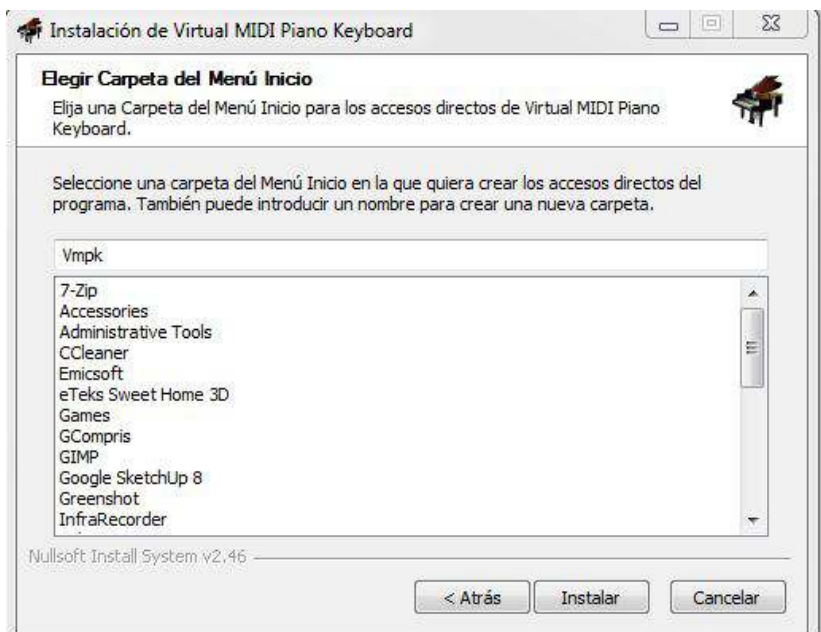 Instalación de Virtual MIDI Piano Keyboard
Elegir Carpeta del Menú Inicio
Elija una Carpeta del Menú Inicio para los accesos directos de Virtual MIDI Piano
Keyboard.
Seleccione una carpeta del Menú Inicio en la que quiera crear los accesos directos del
programa. También puede introducir un nombre para crear una nueva carpeta.
Vmpk
7-Zip
Accessories
Administrative Tools
CCleaner
Emicsoft
eTeks Sweet Home 3D
Games
GCompris
GIMP
Google SketchUp 8
Greenshot
InfraRecorder
Nullsoft Install System v2.46
< Atrás
Instalar
Cancelar